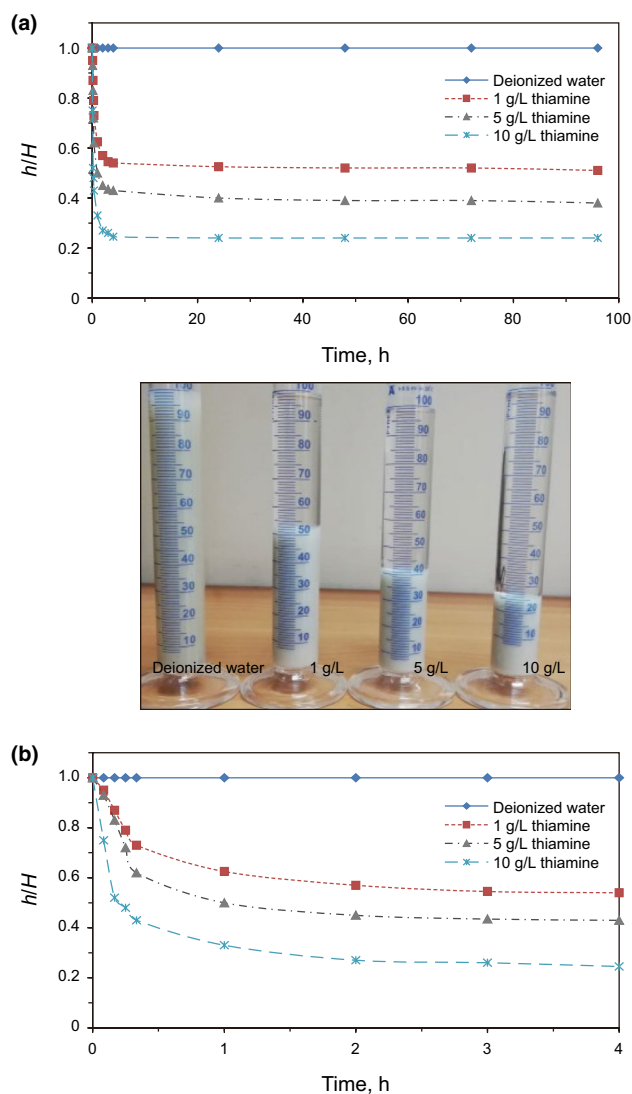 (a)
1.0
0.8
0.6
0.4
0.2
0
h/H
Deionized water
1 g/L thiamine
5 g/L thiamine
10 g/L thiamine
0 20 40 60 80 100
Time, h
100 100 100 100
90 90 90 90
80 80 80 80
70 70 70 70
60 60 60 60
50 50 50 50
40 40 40 40
30 30 30 30
20 20 20 20
10 10 10 10
Deionized water 1 g/L 5 g/L 10 g/L
(b)
1.0
0.8
0.6
0.4
0.2
0
h/H
Deionized water
1 g/L thiamine
5 g/L thiamine
10 g/L thiamine
0 1 2 3 4
Time, h